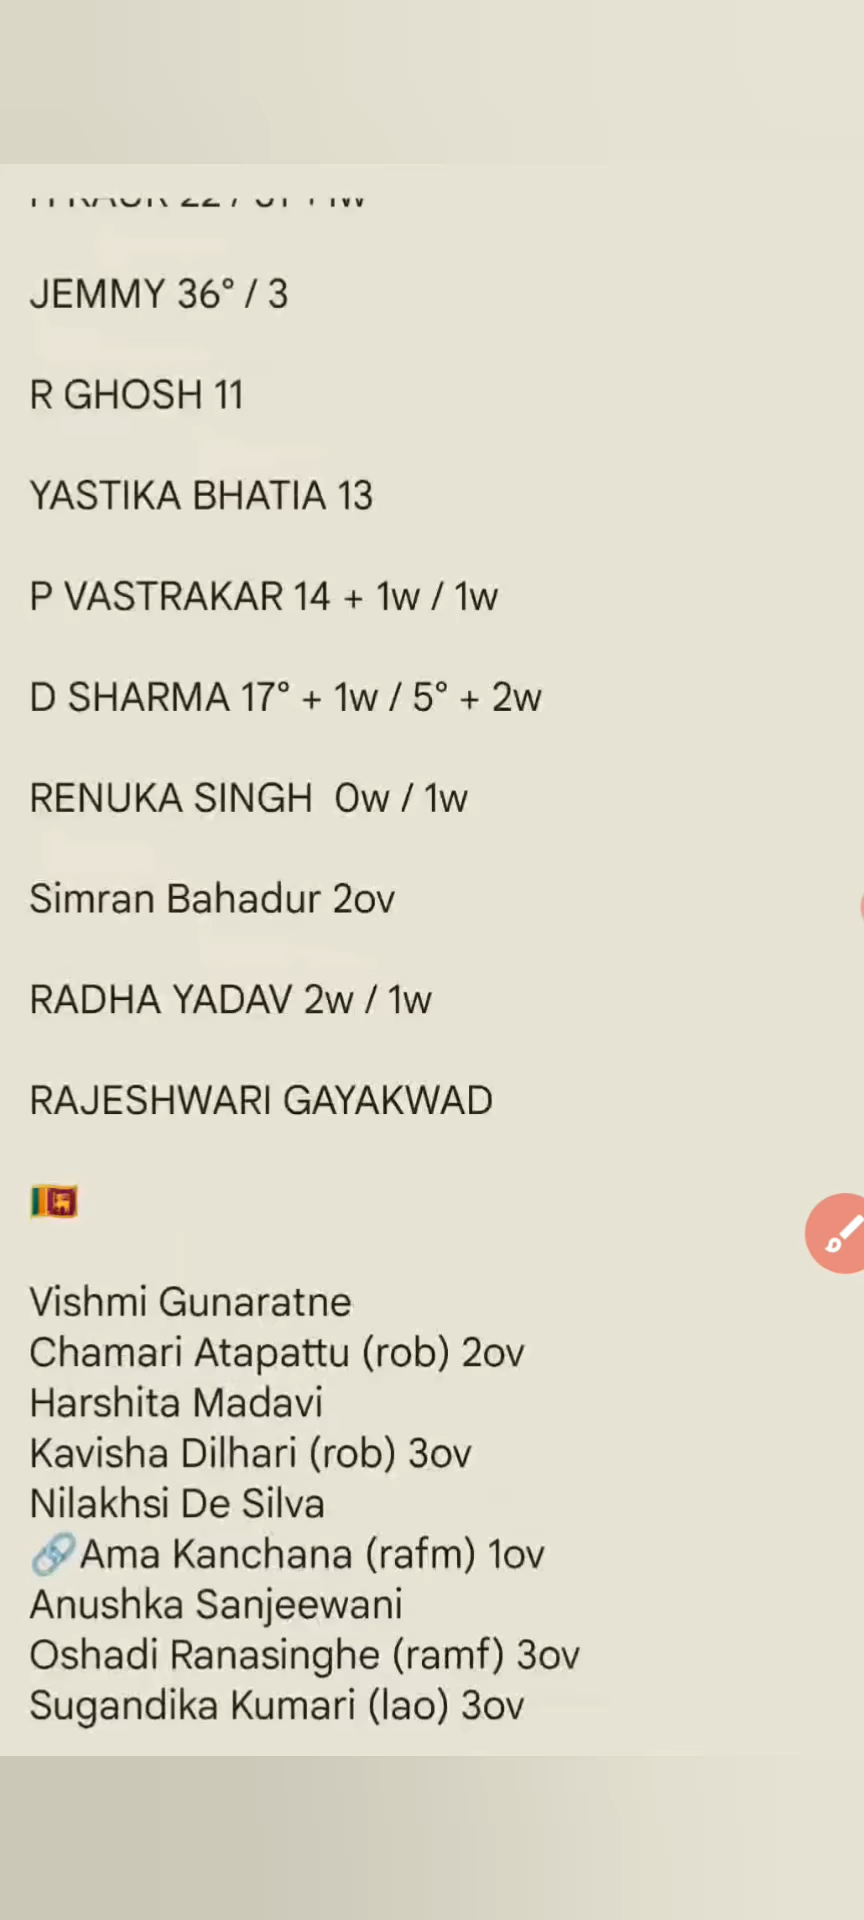 JEMMY 36° / 3
R GHOSH 11
YASTIKA BHATIA 13
P VASTRAKAR 14 + 1w / 1w
D SHARMA 17° + 1w / 5° + 2w
RENUKA SINGH 0w / 1w
Simran Bahadur 2ov
RADHA YADAV 2w / 1w
RAJESHWARI GAYAKWAD
🇱🇰
Vishmi Gunaratne
Chamari Atapattu (rob) 2ov
Harshita Madavi
Kavisha Dilhari (rob) 3ov
Nilakhsi De Silva
🔗Ama Kanchana (rafm) 1ov
Anushka Sanjeewani
Oshadi Ranasinghe (ramf) 3ov
Sugandika Kumari (lao) 3ov